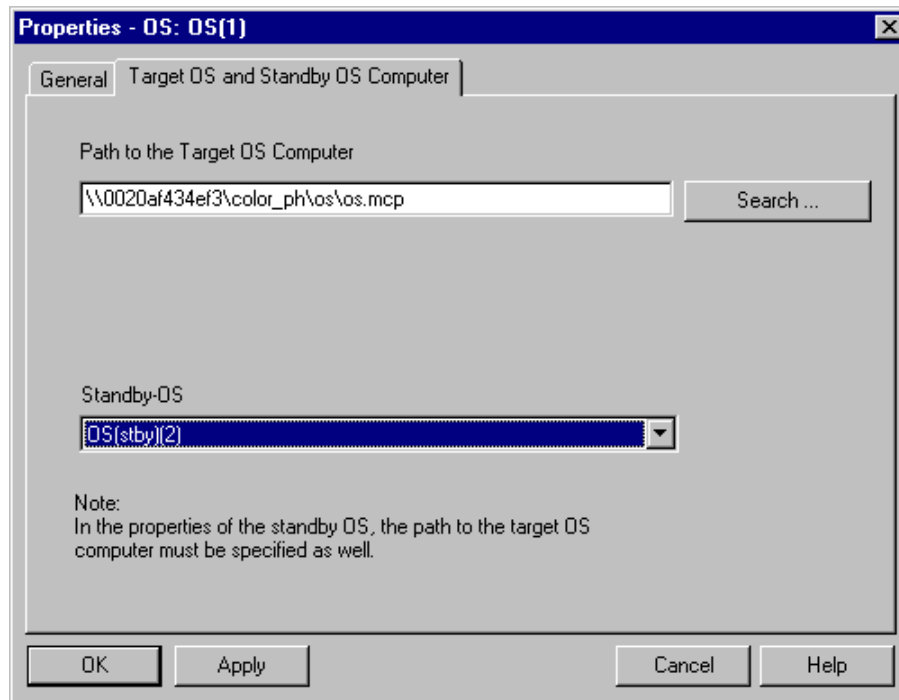 Properties - OS: OS(1)
General
Target OS and Standby OS Computer
Path to the Target OS Computer
\\0020af434ef3\color_ph\os\os.mcp
Search ...
Standby-OS
OS(stby)(2)
Note:
In the properties of the standby OS, the path to the target OS
computer must be specified as well.
OK
Apply
Cancel
Help